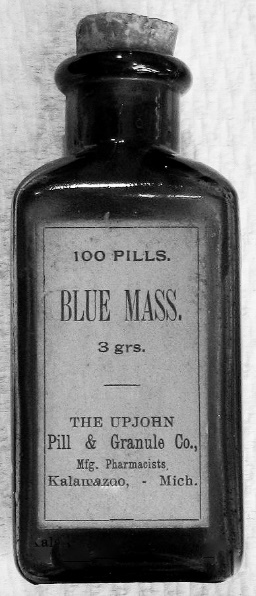 100 PILLS.
BLUE MASS.
3 grs.
THE UPJOHN
Pill & Granule Co.,
Mfg. Pharmacists,
Kalamazoo, - Mich.